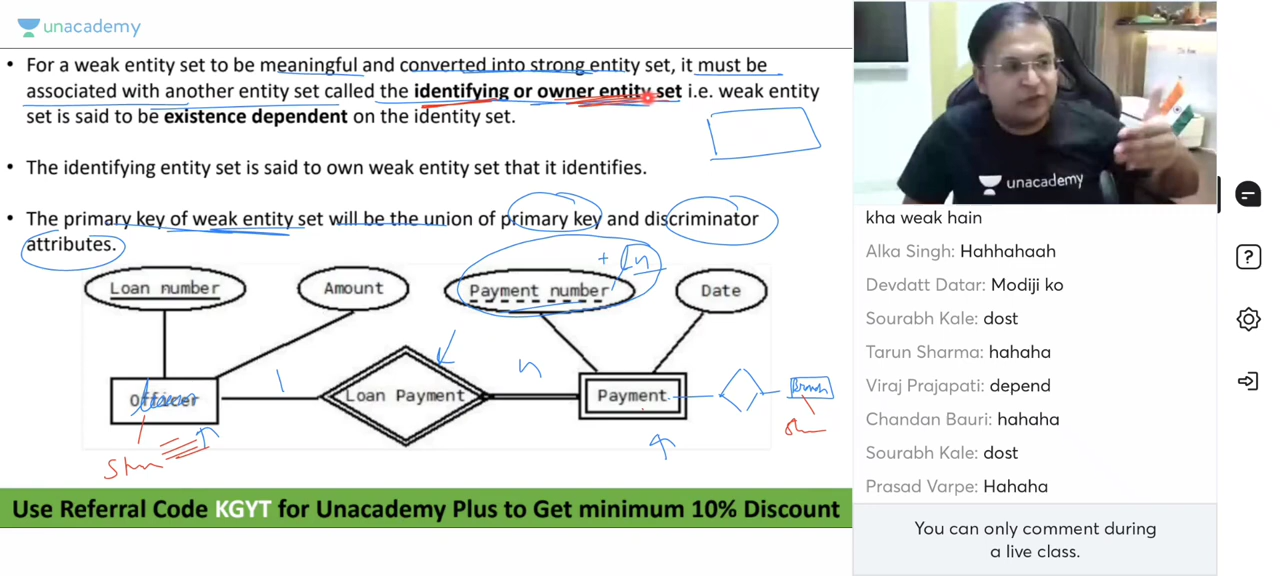 unacademy
• For a weak entity set to be meaningful and converted into strong entity set, it must be
associated with another entity set called the identifying or owner entity set i.e. weak entity
set is said to be existence dependent on the identity set.
• The identifying entity set is said to own weak entity set that it identifies.
• The primary key of weak entity set will be the union of primary key and discriminator
attributes.
+ Ln
Loan number
Amount
Payment number
Date
1
n
Officer
Loan Payment
Payment
Use Referral Code KGYT for Unacademy Plus to Get minimum 10% Discount
unacademy
kha weak hain
Alka Singh: Hahhahaah
Devdatt Datar: Modiji ko
Sourabh Kale: dost
Tarun Sharma: hahaha
Viraj Prajapati: depend
Chandan Bauri: hahaha
Sourabh Kale: dost
Prasad Varpe: Hahaha
You can only comment during
a live class.